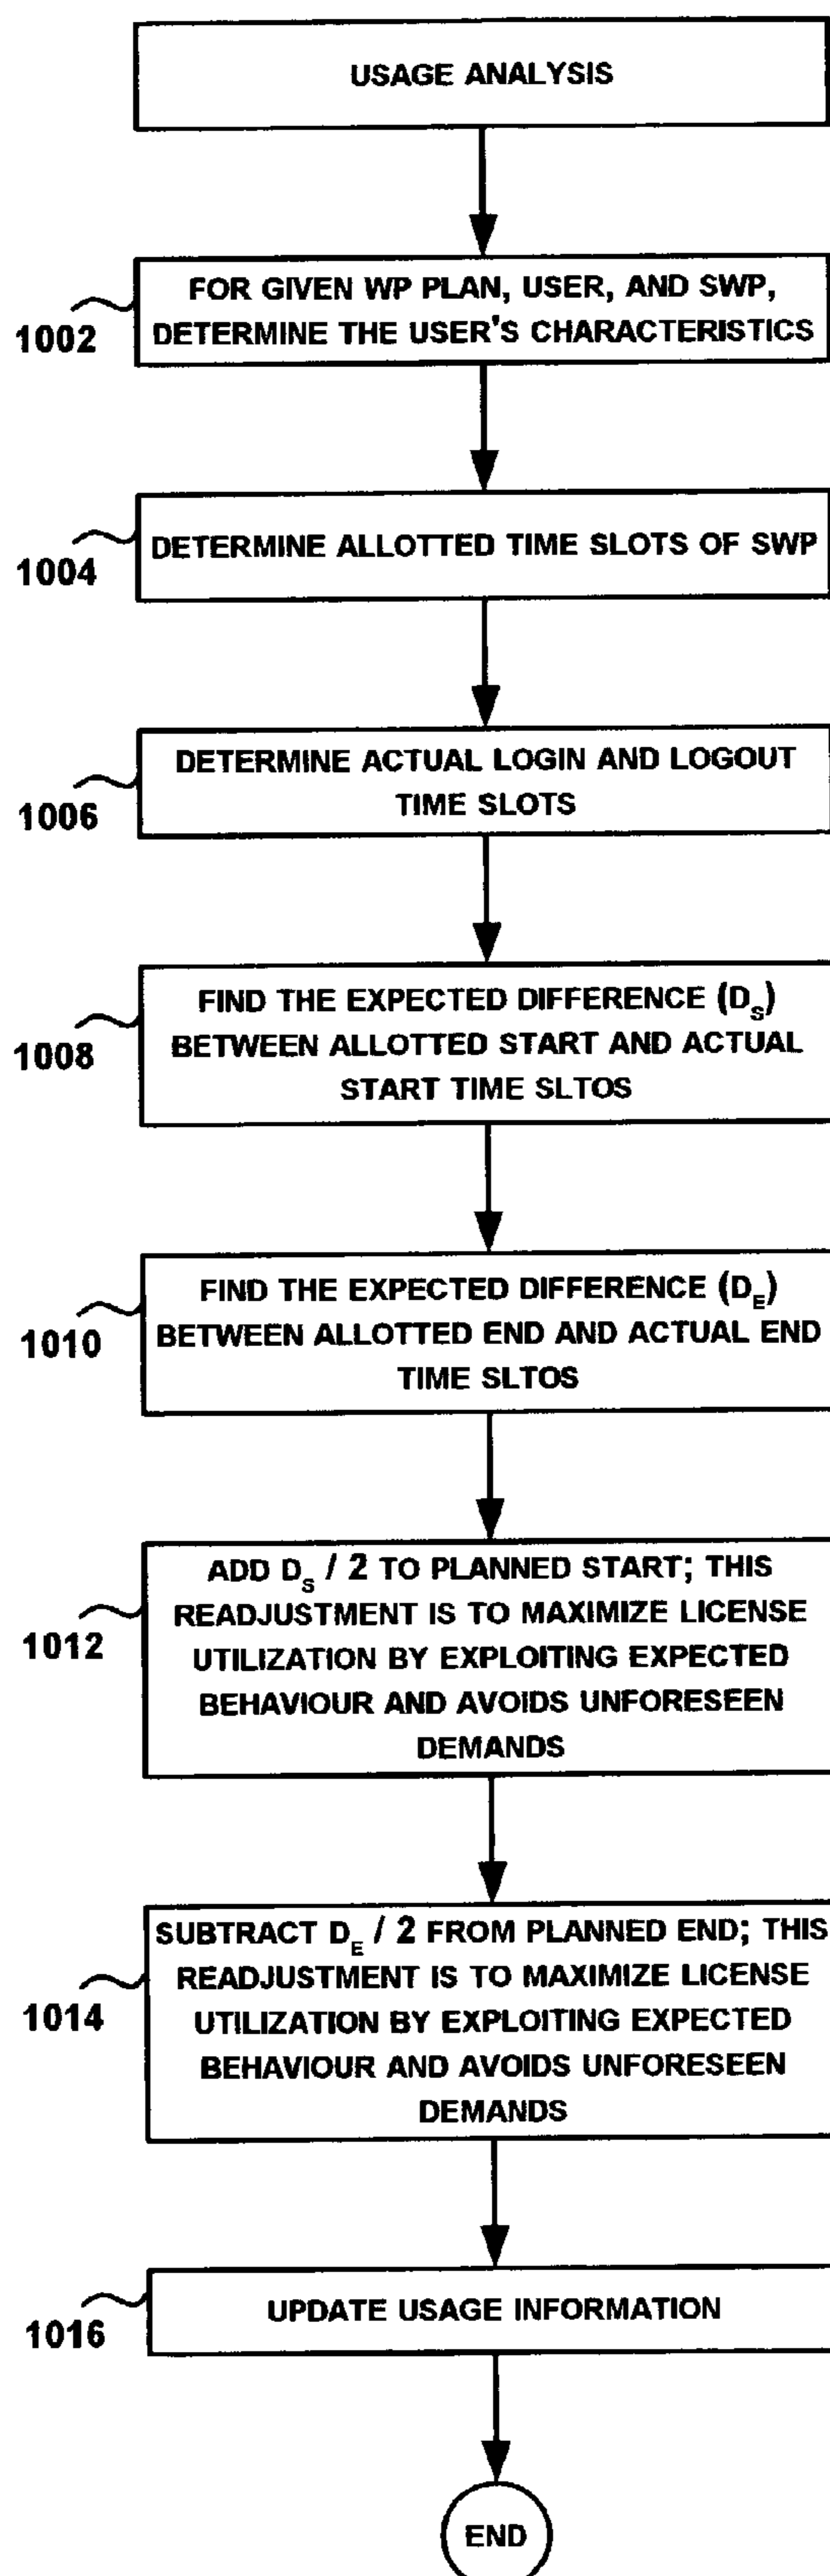 USAGE ANALYSIS
FOR GIVEN WP PLAN, USER, AND SWP,
DETERMINE THE USER'S CHARACTERISTICS
1002
DETERMINE ALLOTTED TIME SLOTS OF SWP
1004
DETERMINE ACTUAL LOGIN AND LOGOUT
TIME SLOTS
1006
FIND THE EXPECTED DIFFERENCE (DS)
BETWEEN ALLOTTED START AND ACTUAL
START TIME SLTOS
1008
FIND THE EXPECTED DIFFERENCE (DE)
BETWEEN ALLOTTED END AND ACTUAL END
TIME SLTOS
1010
ADD DS / 2 TO PLANNED START; THIS
READJUSTMENT IS TO MAXIMIZE LICENSE
UTILIZATION BY EXPLOITING EXPECTED
BEHAVIOUR AND AVOIDS UNFORESEEN
DEMANDS
1012
SUBTRACT DE / 2 FROM PLANNED END; THIS
READJUSTMENT IS TO MAXIMIZE LICENSE
UTILIZATION BY EXPLOITING EXPECTED
BEHAVIOUR AND AVOIDS UNFORESEEN
DEMANDS
1014
UPDATE USAGE INFORMATION
1016
END